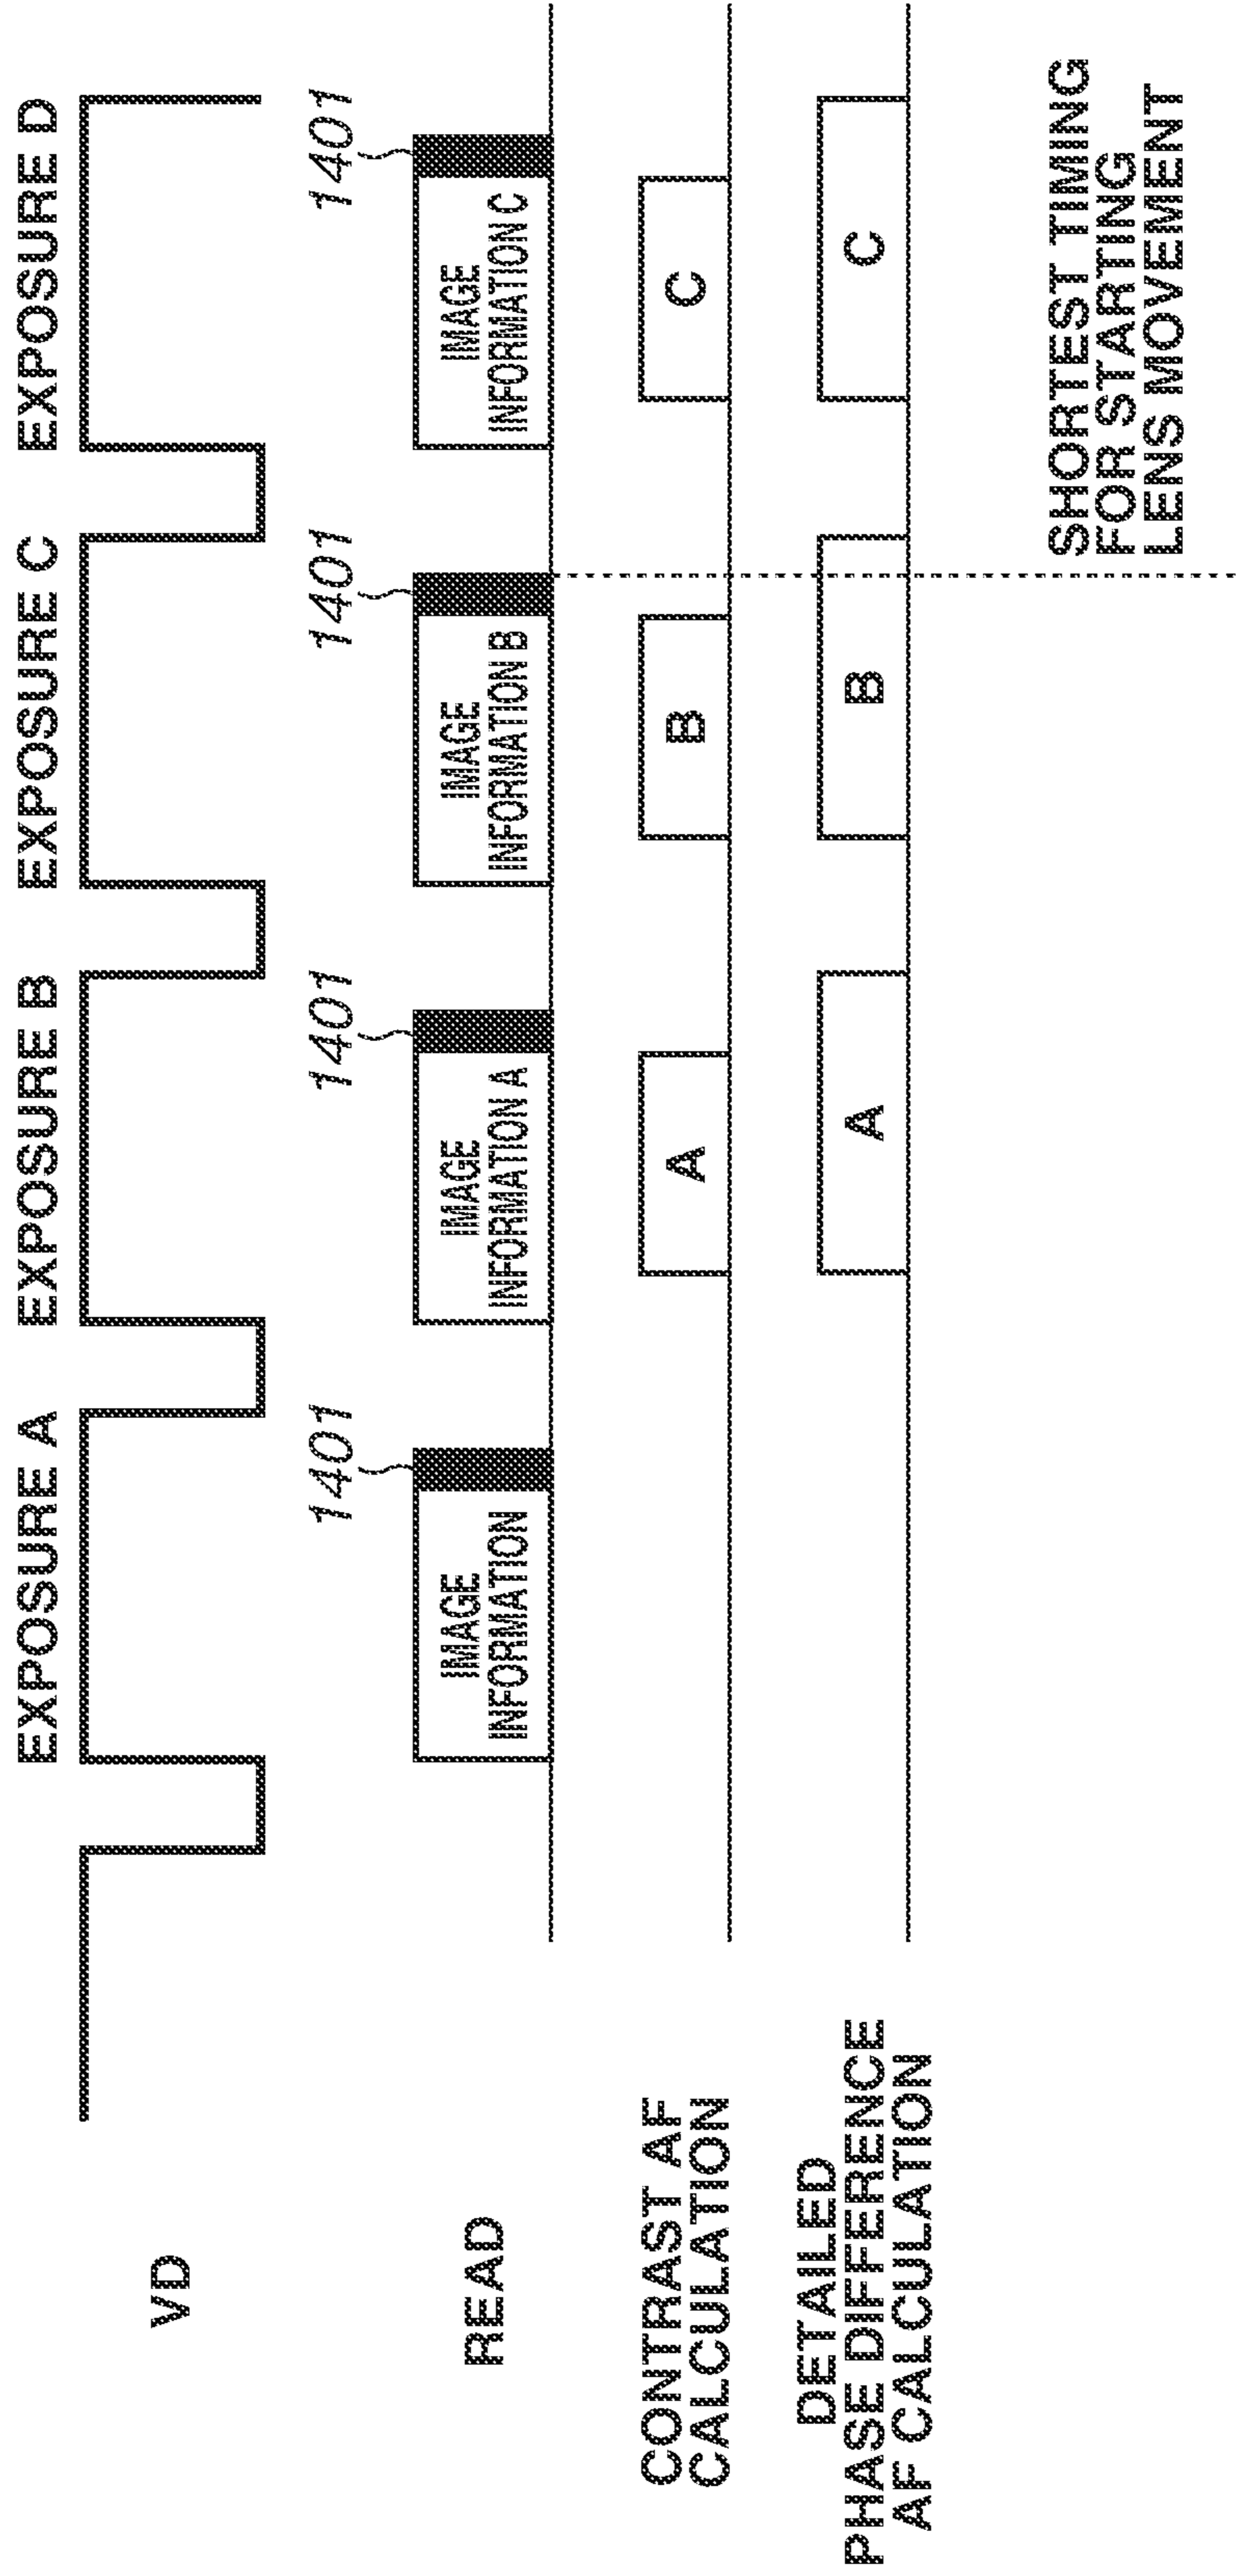 EXPOSURE A
EXPOSURE B
EXPOSURE C
EXPOSURE D
VD
1401
1401
1401
1401
READ
IMAGE
INFORMATION
IMAGE
INFORMATION A
IMAGE
INFORMATION B
IMAGE
INFORMATION C
CONTRAST AF
CALCULATION
A
B
C
DETAILED
PHASE DIFFERENCE
AF CALCULATION
A
B
C
SHORTEST TIMING
FOR STARTING
LENS MOVEMENT